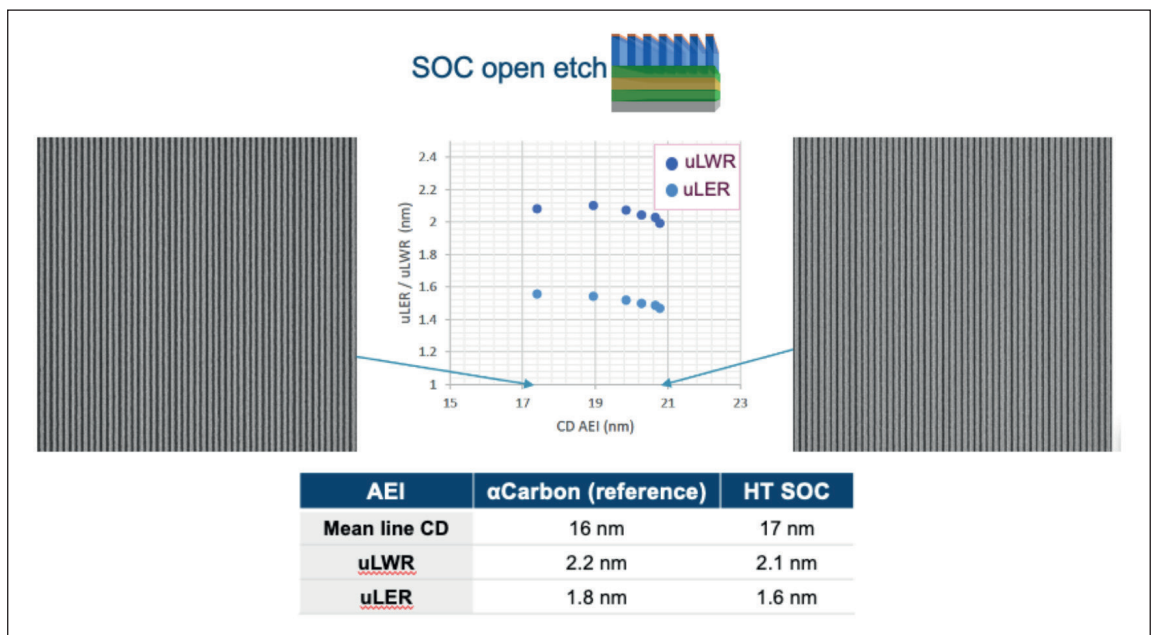 SOC open etch
uLWR
uLER
uLER / uLWR (nm)
2.4
2.2
2
1.8
1.6
1.4
1.2
1
15 17 19 21 23
CD AEI (nm)
AEI αCarbon (reference) HT SOC
Mean line CD 16 nm 17 nm
uLWR 2.2 nm 2.1 nm
uLER 1.8 nm 1.6 nm